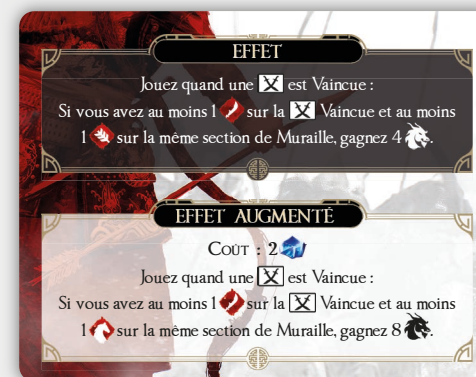 EFFET
Jouez quand une est Vaincue :
Si vous avez au moins 1 sur la Vaincue et au moins
1 sur la même section de Muraille, gagnez 4 .
EFFET AUGMENTÉ
Coût : 2
Jouez quand une est Vaincue :
Si vous avez au moins 1 sur la Vaincue et au moins
1 sur la même section de Muraille, gagnez 8 .